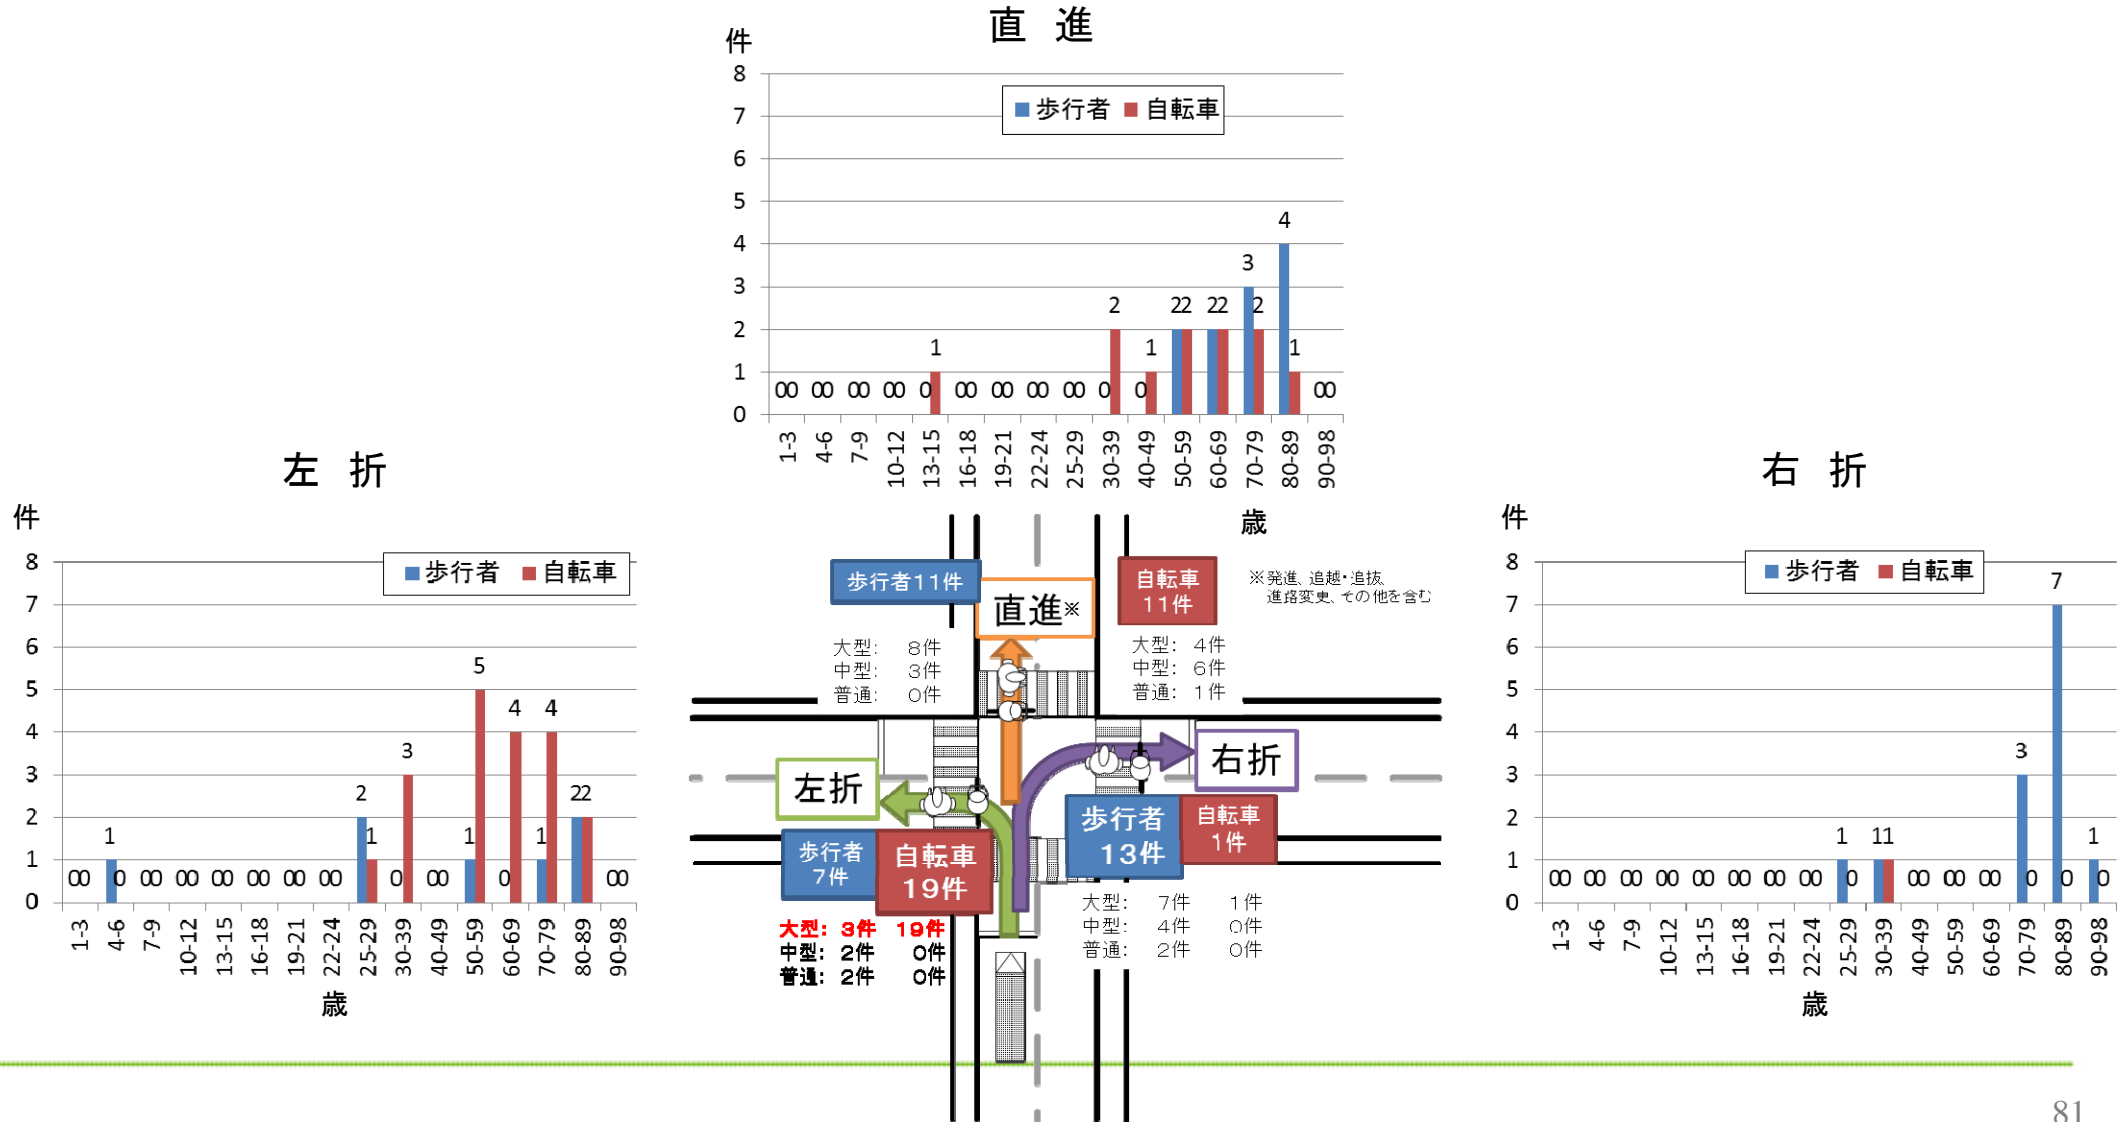 直 進
件
8
7
6
5
4
3
2
1
0
歩行者 自転車
00 00 00 00 0 1 00 00 00 00 0 2 0 1 22 22 3 2 4 1 00
1-3 4-6 7-9 10-12 13-15 16-18 19-21 22-24 25-29 30-39 40-49 50-59 60-69 70-79 80-89 90-98
歳
左 折
件
8
7
6
5
4
3
2
1
0
歩行者 自転車
00 1 0 00 00 00 00 00 00 2 1 0 3 00 1 5 0 4 1 4 22 00
1-3 4-6 7-9 10-12 13-15 16-18 19-21 22-24 25-29 30-39 40-49 50-59 60-69 70-79 80-89 90-98
歳
歩行者11件
直進※
自転車
11件
※発進、追越・追抜、
進路変更、その他を含む
大型: 8件
中型: 3件
普通: 0件
大型: 4件
中型: 6件
普通: 1件
左折
右折
歩行者
7件
自転車
19件
歩行者
13件
自転車
1件
大型: 3件 19件
中型: 2件 0件
普通: 2件 0件
大型: 7件 1件
中型: 4件 0件
普通: 2件 0件
右 折
件
8
7
6
5
4
3
2
1
0
歩行者 自転車
00 00 00 00 00 00 00 00 1 0 11 00 00 00 3 0 7 0 1 0
1-3 4-6 7-9 10-12 13-15 16-18 19-21 22-24 25-29 30-39 40-49 50-59 60-69 70-79 80-89 90-98
歳
81